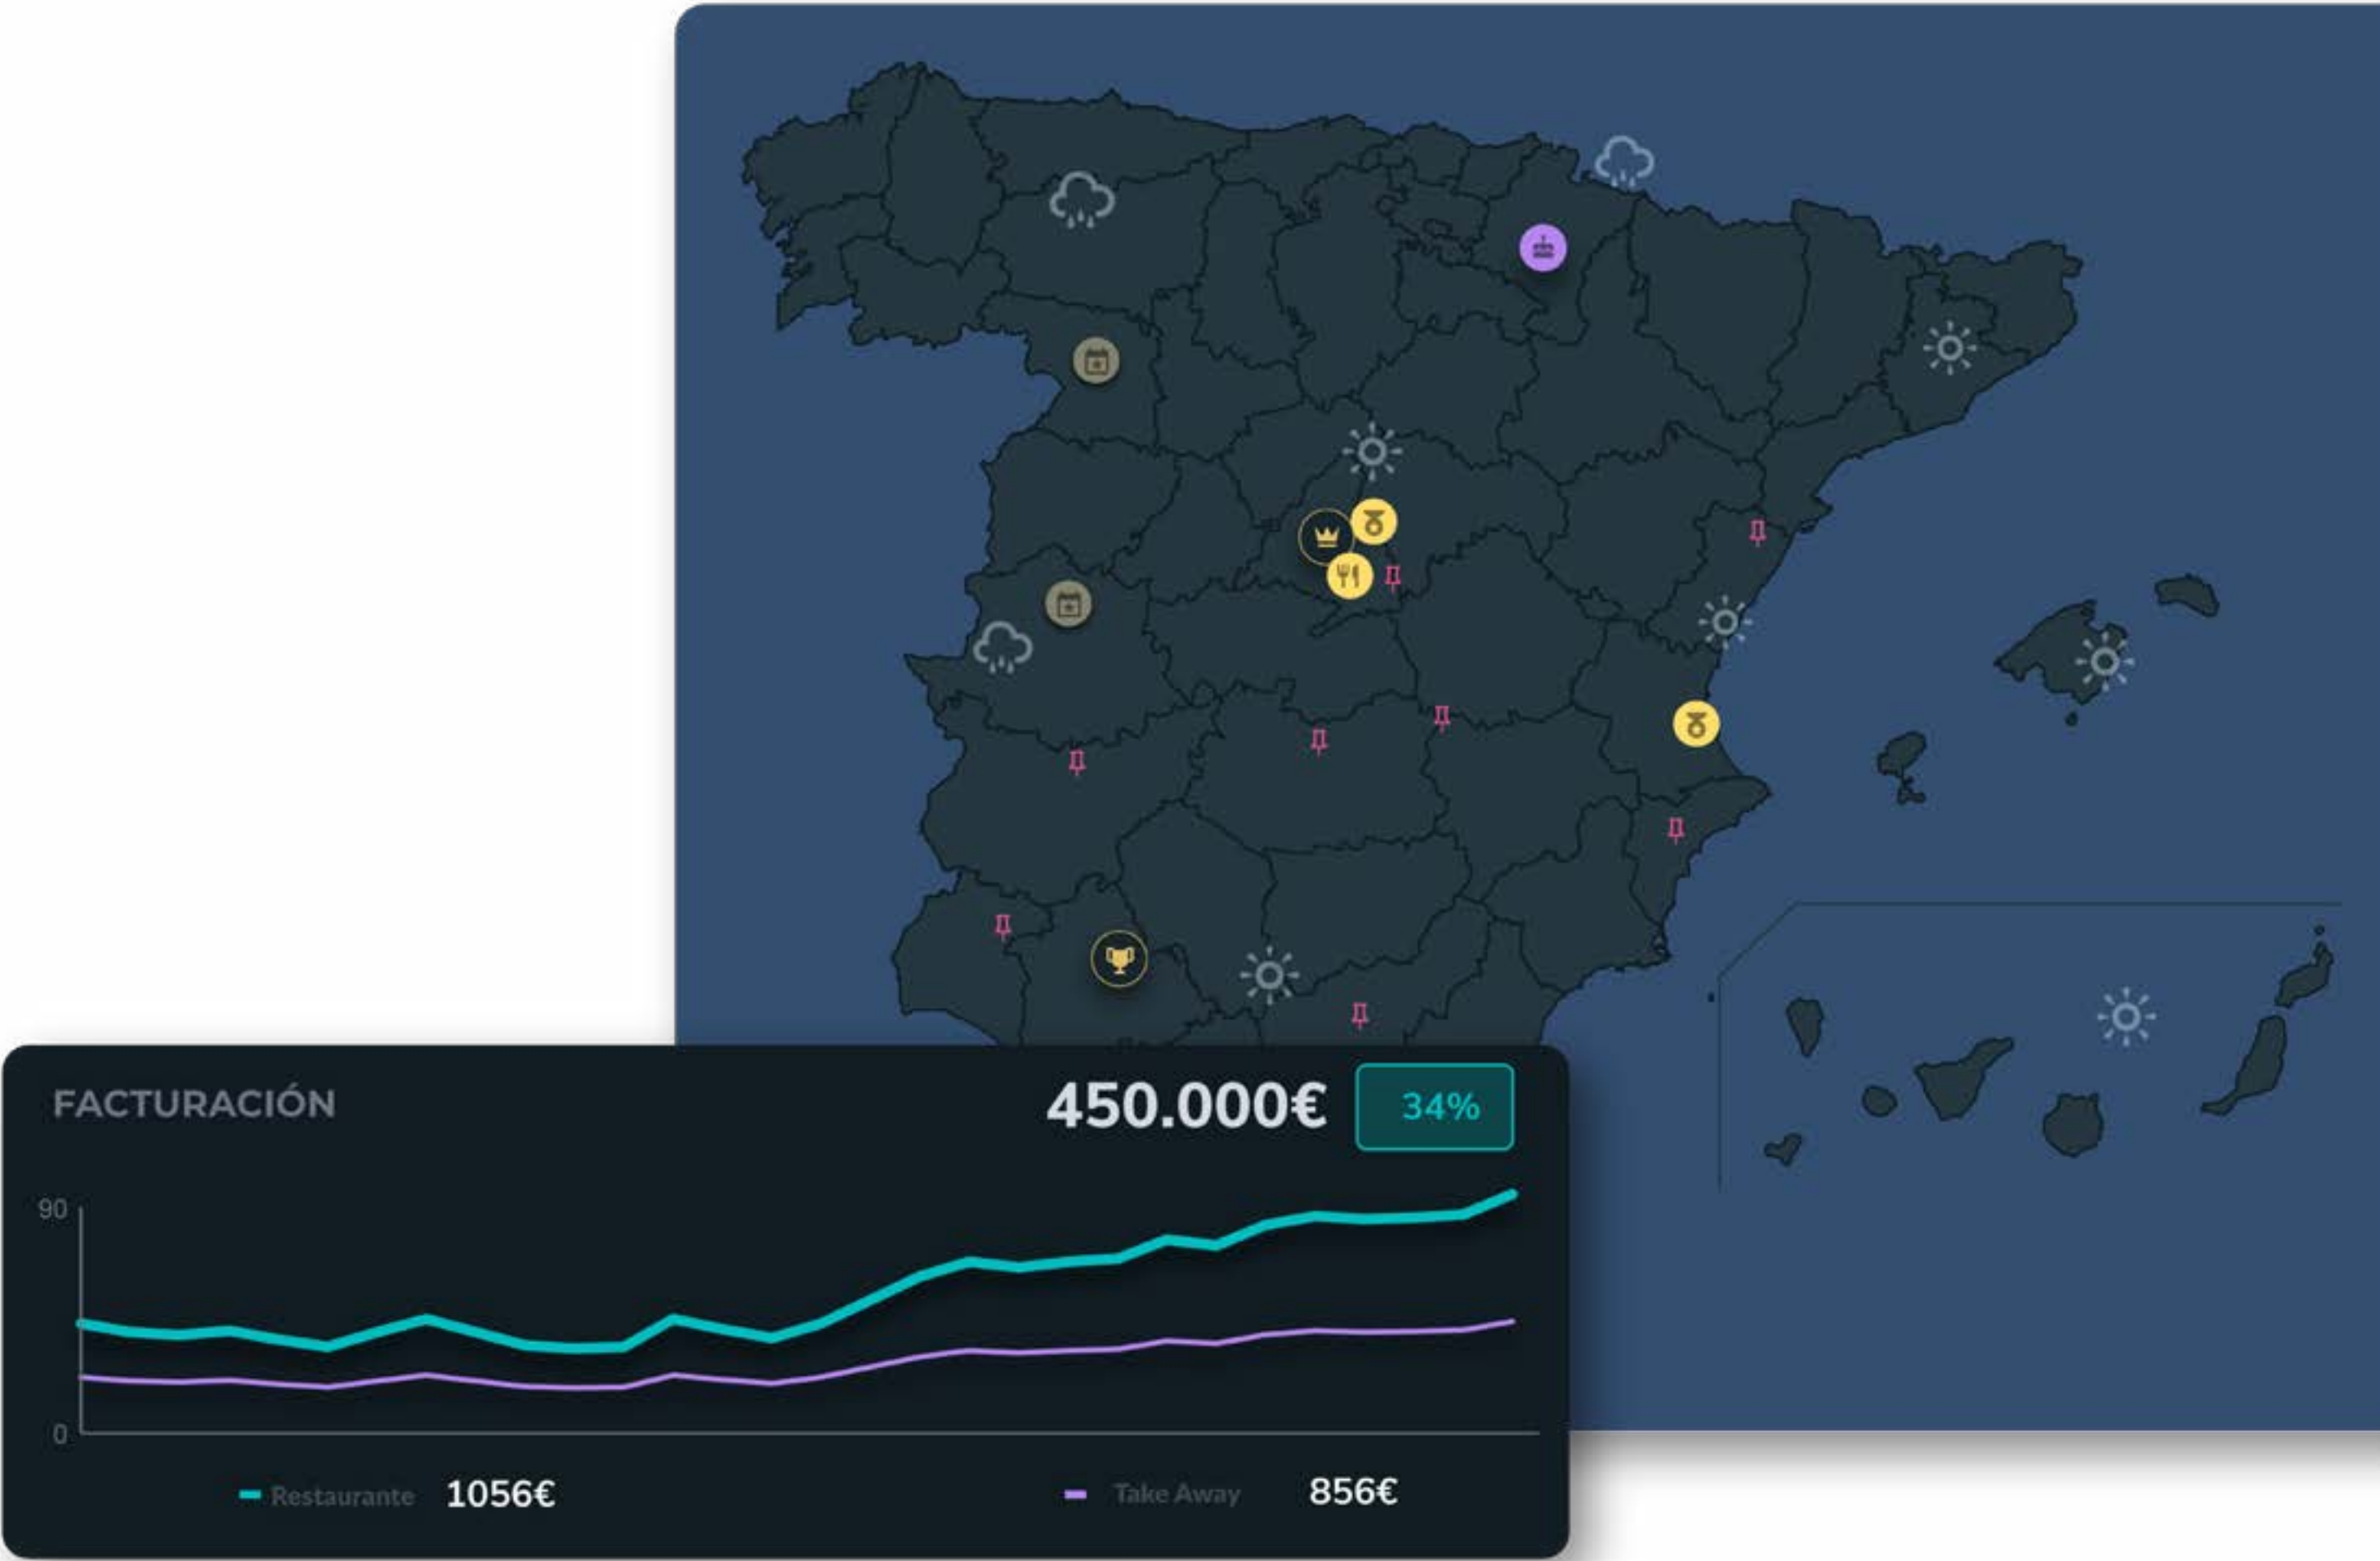 FACTURACIÓN
450.000€
34%
90
0
Restaurante 1056€
Take Away 856€